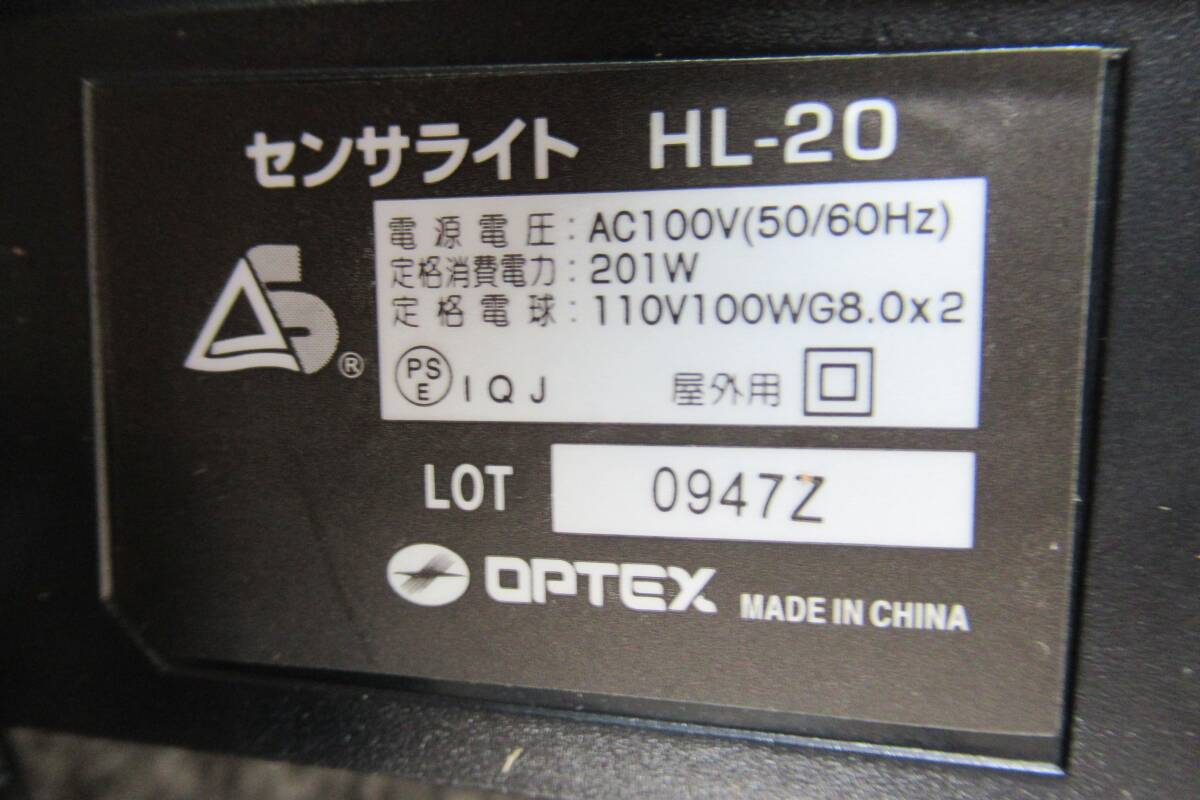 センサライト HL-20
電源電圧:AC100V(50/60Hz)
定格消費電力:201W
定格電球:110V100WG8.0x2
PS
E
IQJ 屋外用
S
®
LOT 0947Z
OPTEX MADE IN CHINA